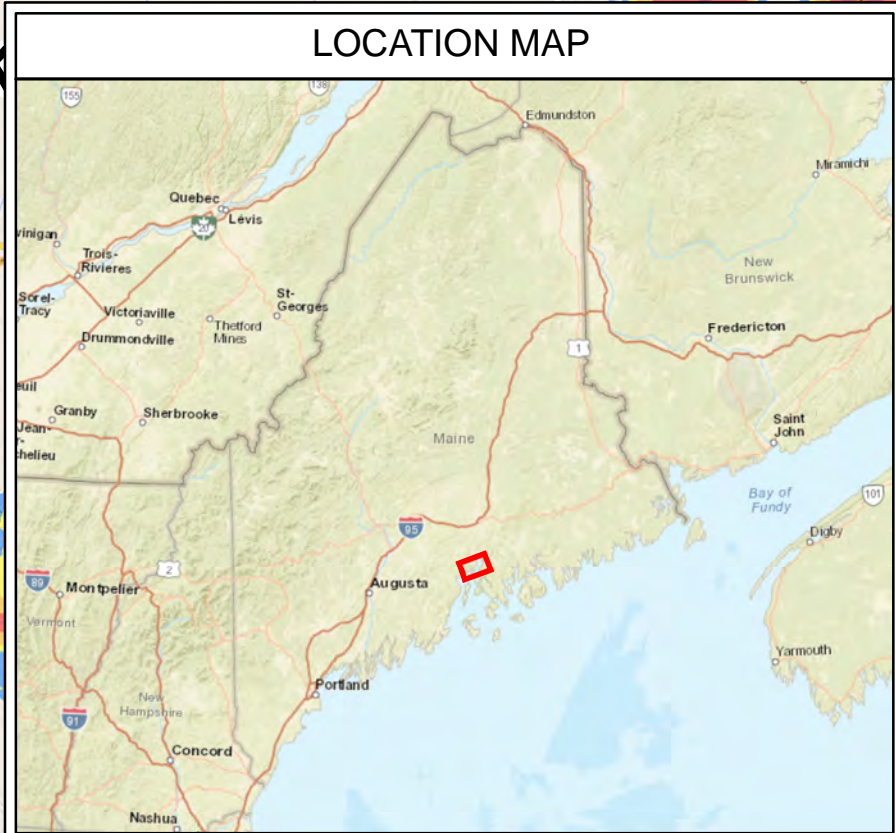 LOCATION MAP
155
138
Edmundston
Miramichi
Quebec
Lévis
20
vinigan
Trois-
Rivieres
New
Brunswick
Sorel-
Tracy
Victoriaville
St-
Georges
Thetford
Mines
Drummondville
Fredericton
1
euil
Granby
Sherbrooke
Saint
John
Jean-
r-
chelieu
Maine
Bay of
Fundy
101
95
Digby
2
89
Montpelier
Augusta
Vermont
Yarmouth
Portland
New
Hampshire
91
Concord
Nashua